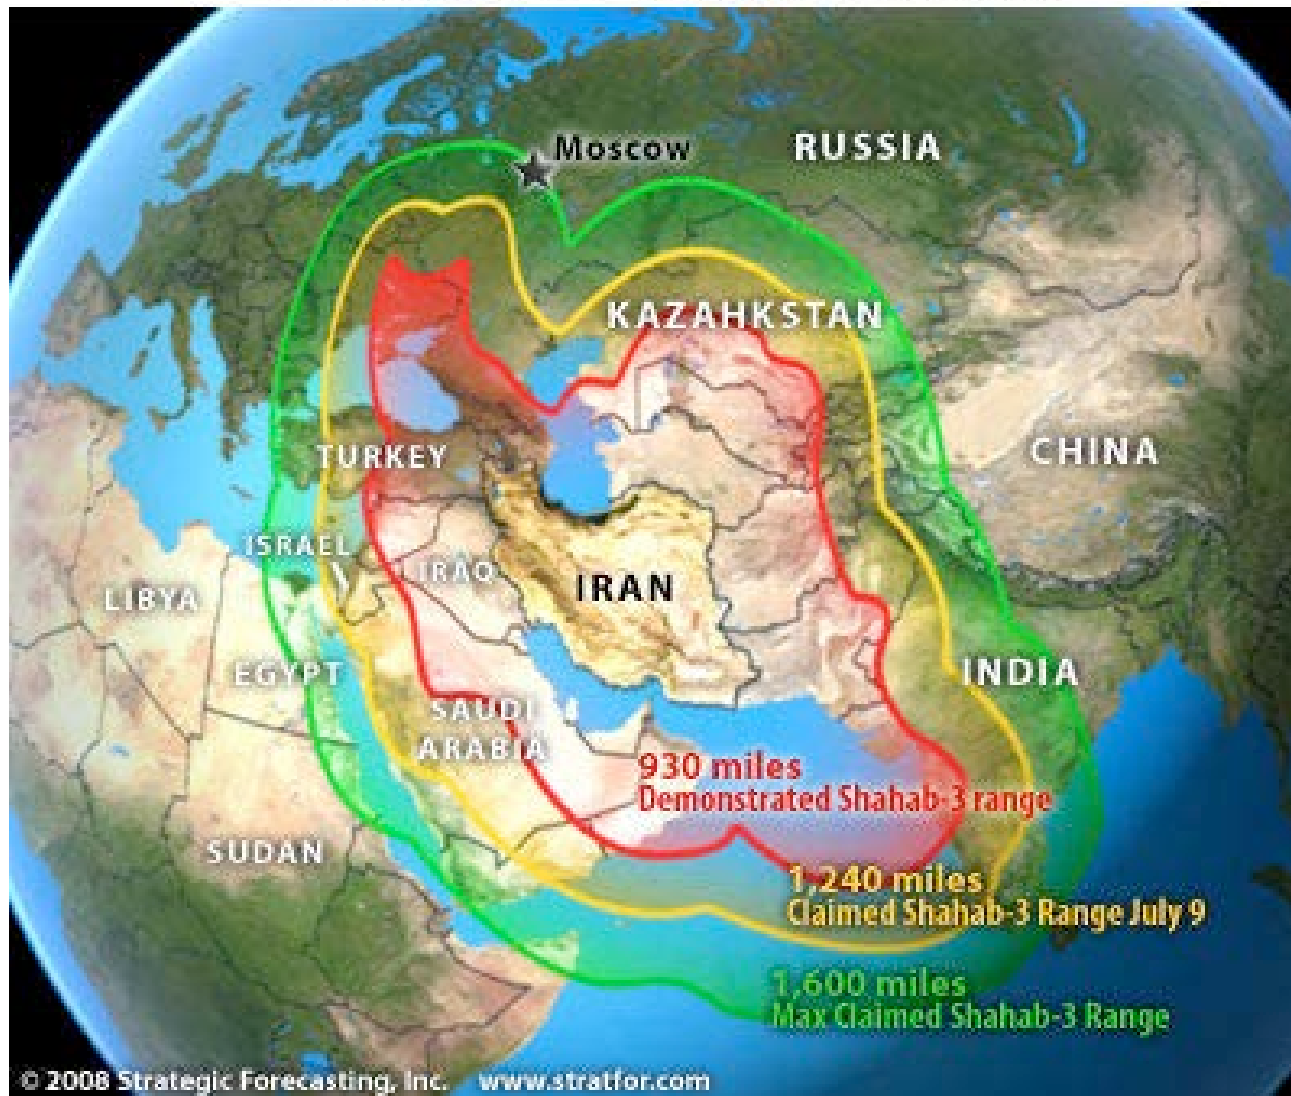 Moscow
RUSSIA
KAZAHKSTAN
TURKEY
CHINA
ISRAEL
IRAQ
IRAN
LIBYA
EGYPT
INDIA
SAUDI
ARABIA
930 miles
Demonstrated Shahab-3 range
SUDAN
1,240 miles
Claimed Shahab-3 Range July 9
1,600 miles
Max Claimed Shahab-3 Range
© 2008 Strategic Forecasting, Inc. www.stratfor.com